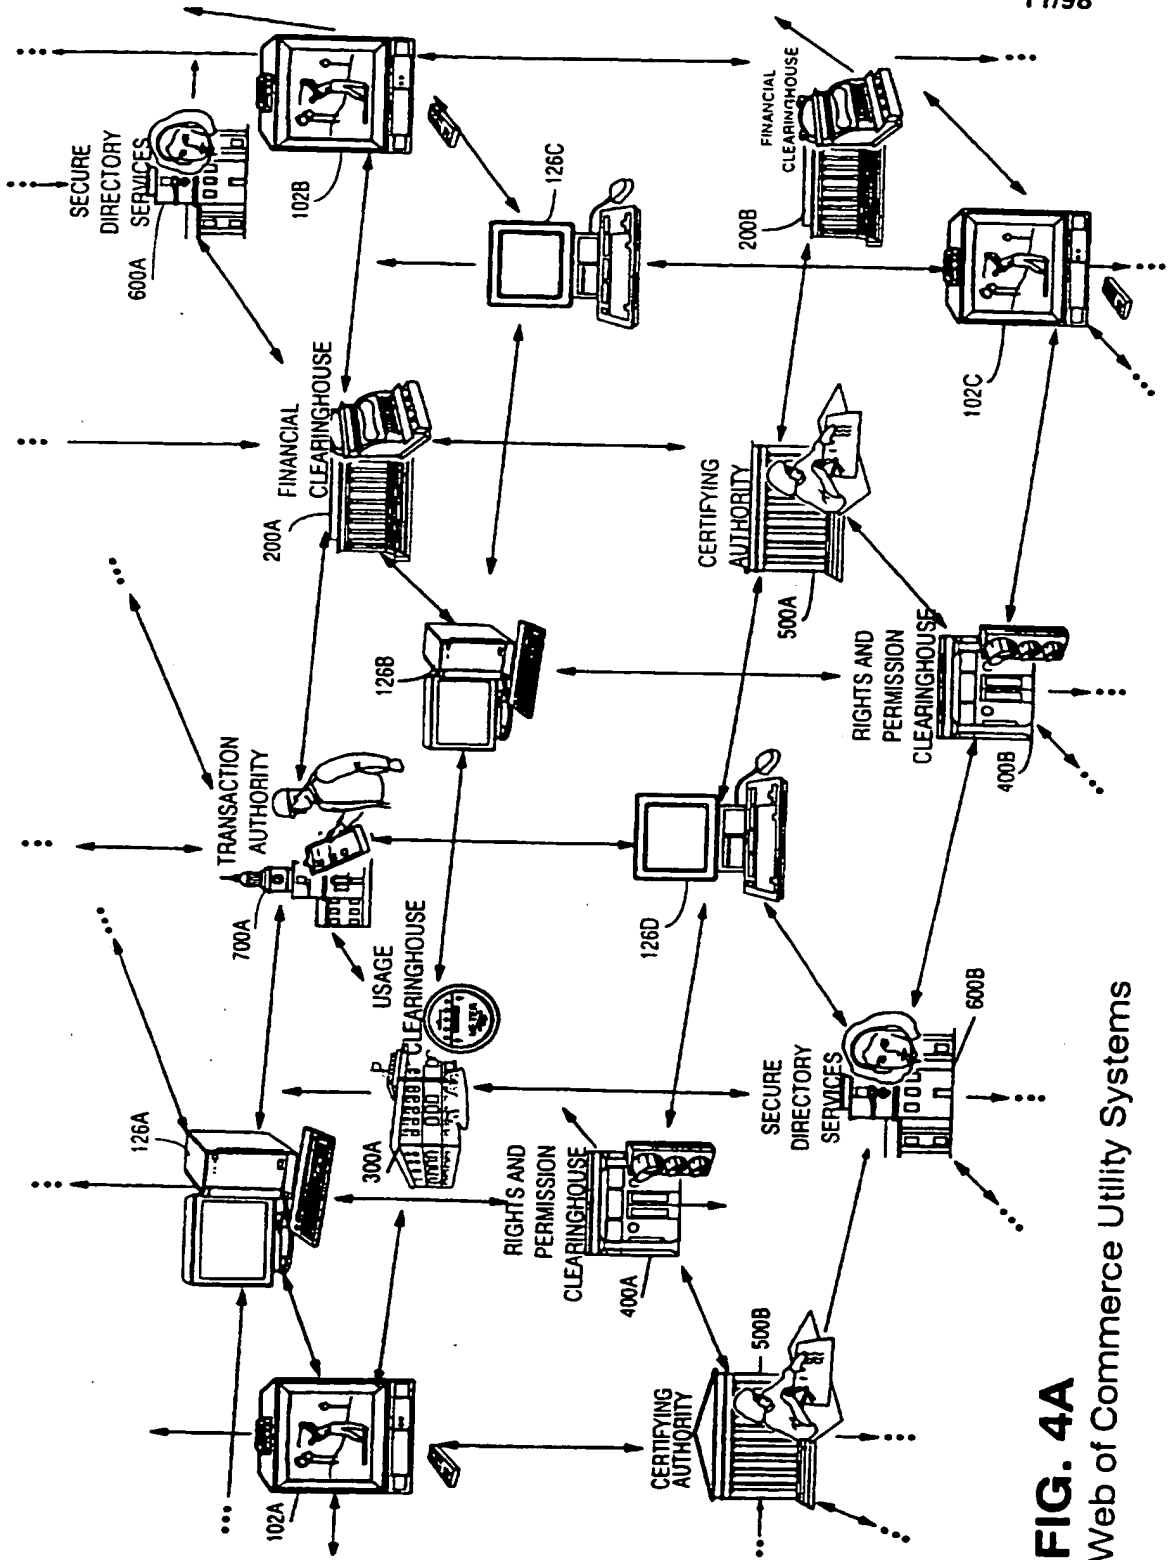 SECURE
DIRECTORY
SERVICES
600A
102B
126C
FINANCIAL
CLEARINGHOUSE
200B
102C
FINANCIAL
CLEARINGHOUSE
200A
CERTIFYING
AUTHORITY
500A
126B
RIGHTS AND
PERMISSION
CLEARINGHOUSE
400B
TRANSACTION
AUTHORITY
700A
126D
USAGE
CLEARINGHOUSE
METER
300A
SECURE
DIRECTORY
SERVICES
600B
126A
RIGHTS AND
PERMISSION
CLEARINGHOUSE
400A
102A
CERTIFYING
AUTHORITY
500B
FIG. 4A
Web of Commerce Utility Systems